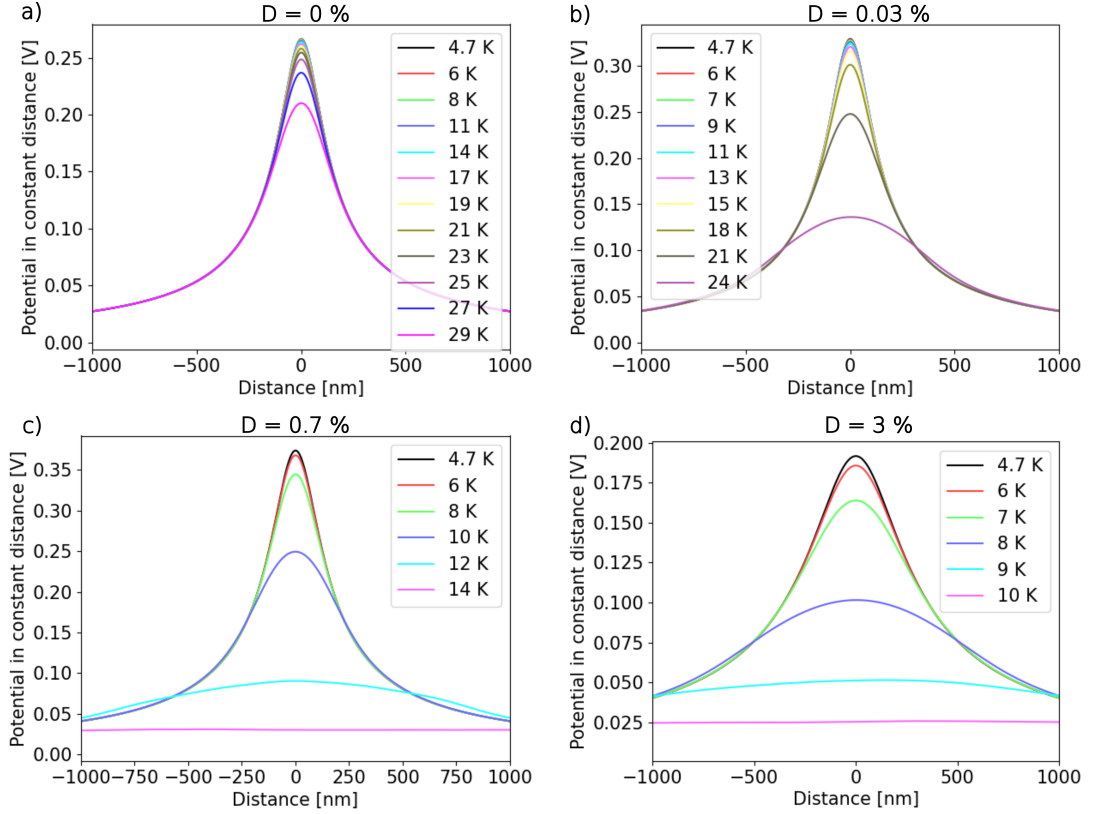 a)
D = 0 %
Potential in constant distance [V]
0.25
0.20
0.15
0.10
0.05
0.00
4.7 K
6 K
8 K
11 K
14 K
17 K
19 K
21 K
23 K
25 K
27 K
29 K
−1000 −500 0 500 1000
Distance [nm]
b)
D = 0.03 %
Potential in constant distance [V]
0.30
0.25
0.20
0.15
0.10
0.05
0.00
4.7 K
6 K
7 K
9 K
11 K
13 K
15 K
18 K
21 K
24 K
−1000 −500 0 500 1000
Distance [nm]
c)
D = 0.7 %
Potential in constant distance [V]
0.35
0.30
0.25
0.20
0.15
0.10
0.05
0.00
4.7 K
6 K
8 K
10 K
12 K
14 K
−1000 −750 −500 −250 0 250 500 750 1000
Distance [nm]
d)
D = 3 %
Potential in constant distance [V]
0.200
0.175
0.150
0.125
0.100
0.075
0.050
0.025
4.7 K
6 K
7 K
8 K
9 K
10 K
−1000 −500 0 500 1000
Distance [nm]